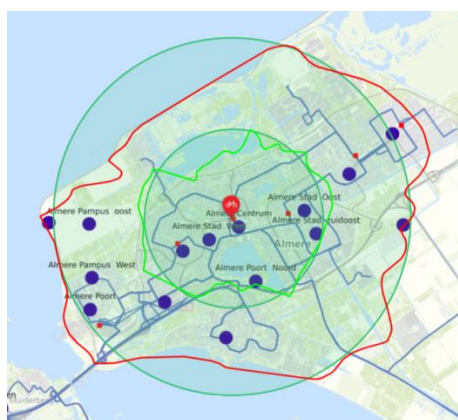 Almere Pampus oost
Almere Centrum
Almere Stad Oost
Almere Stad
Almere Stad zuidoost
Almere
Almere Pampus West
Almere Poort Noord
Almere Poort
Muiderberg